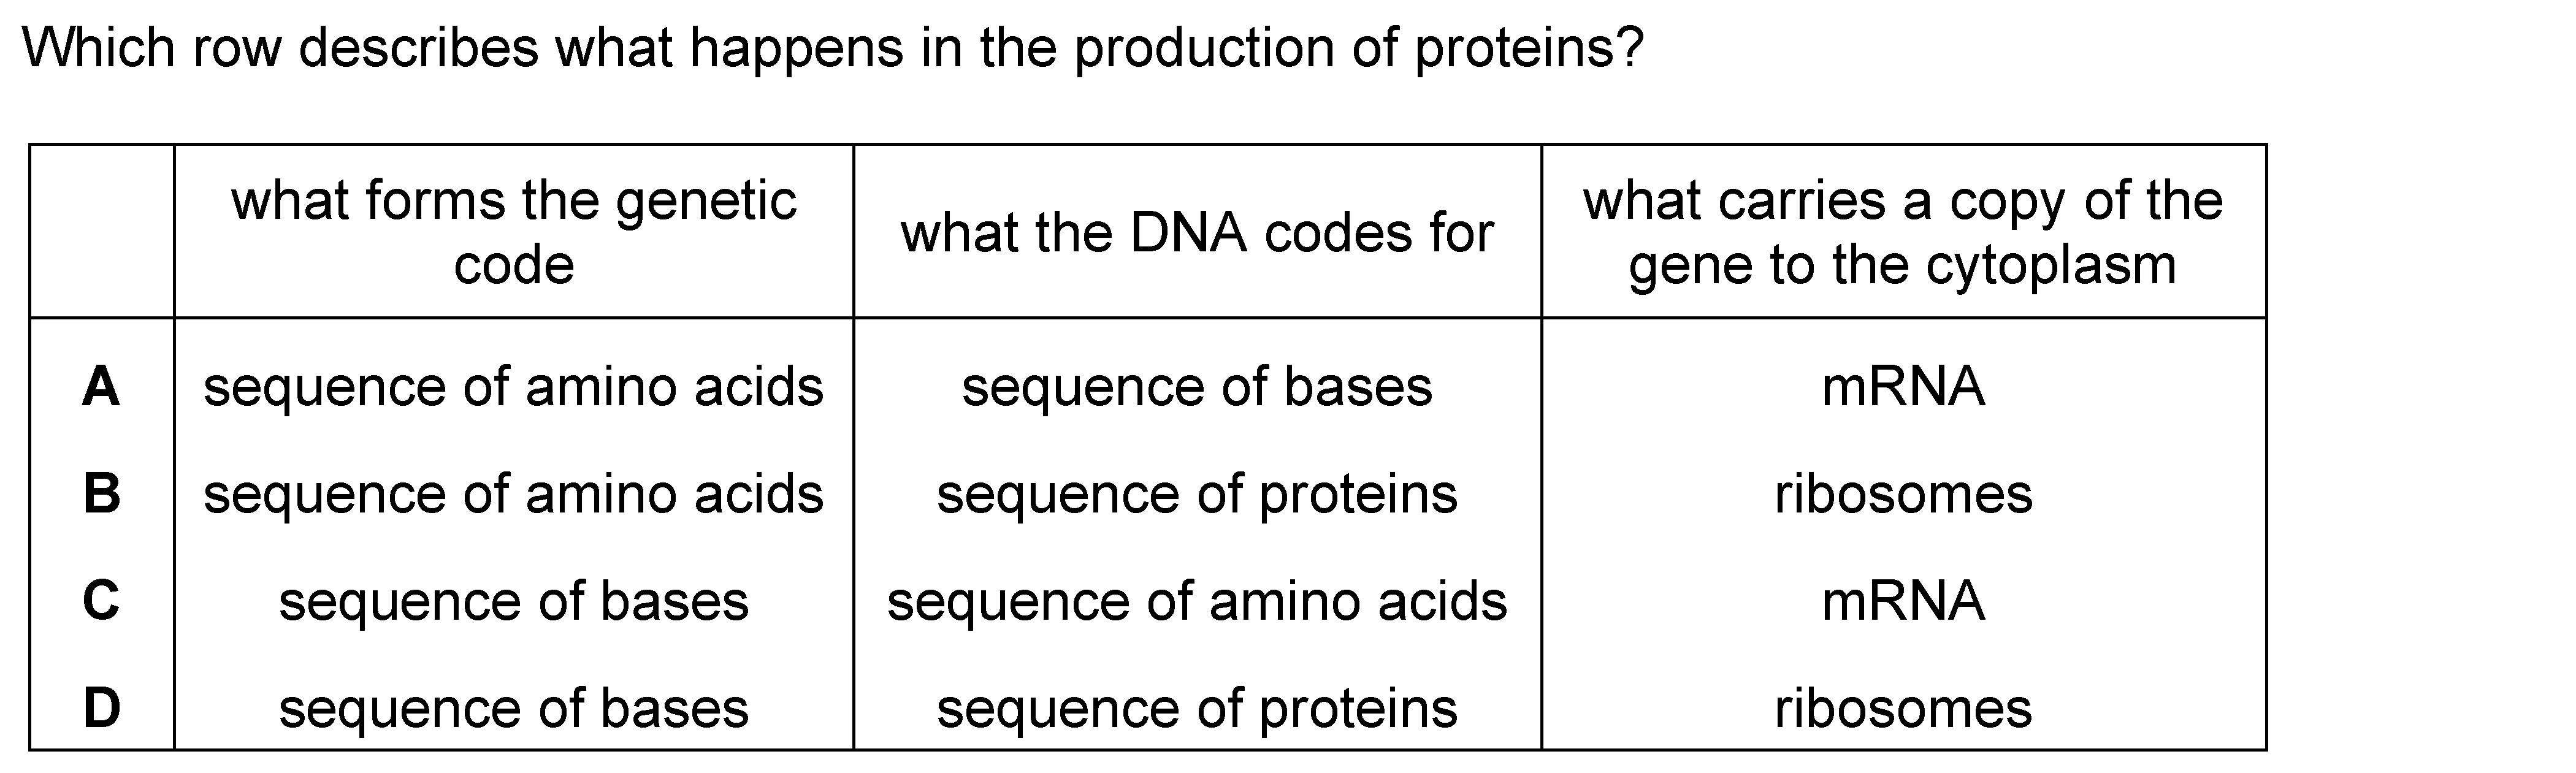 Which row describes what happens in the production of proteins?
what forms the genetic
code
what the DNA codes for
what carries a copy of the
gene to the cytoplasm
A sequence of amino acids sequence of bases mRNA
B sequence of amino acids sequence of proteins ribosomes
C sequence of bases sequence of amino acids mRNA
D sequence of bases sequence of proteins ribosomes